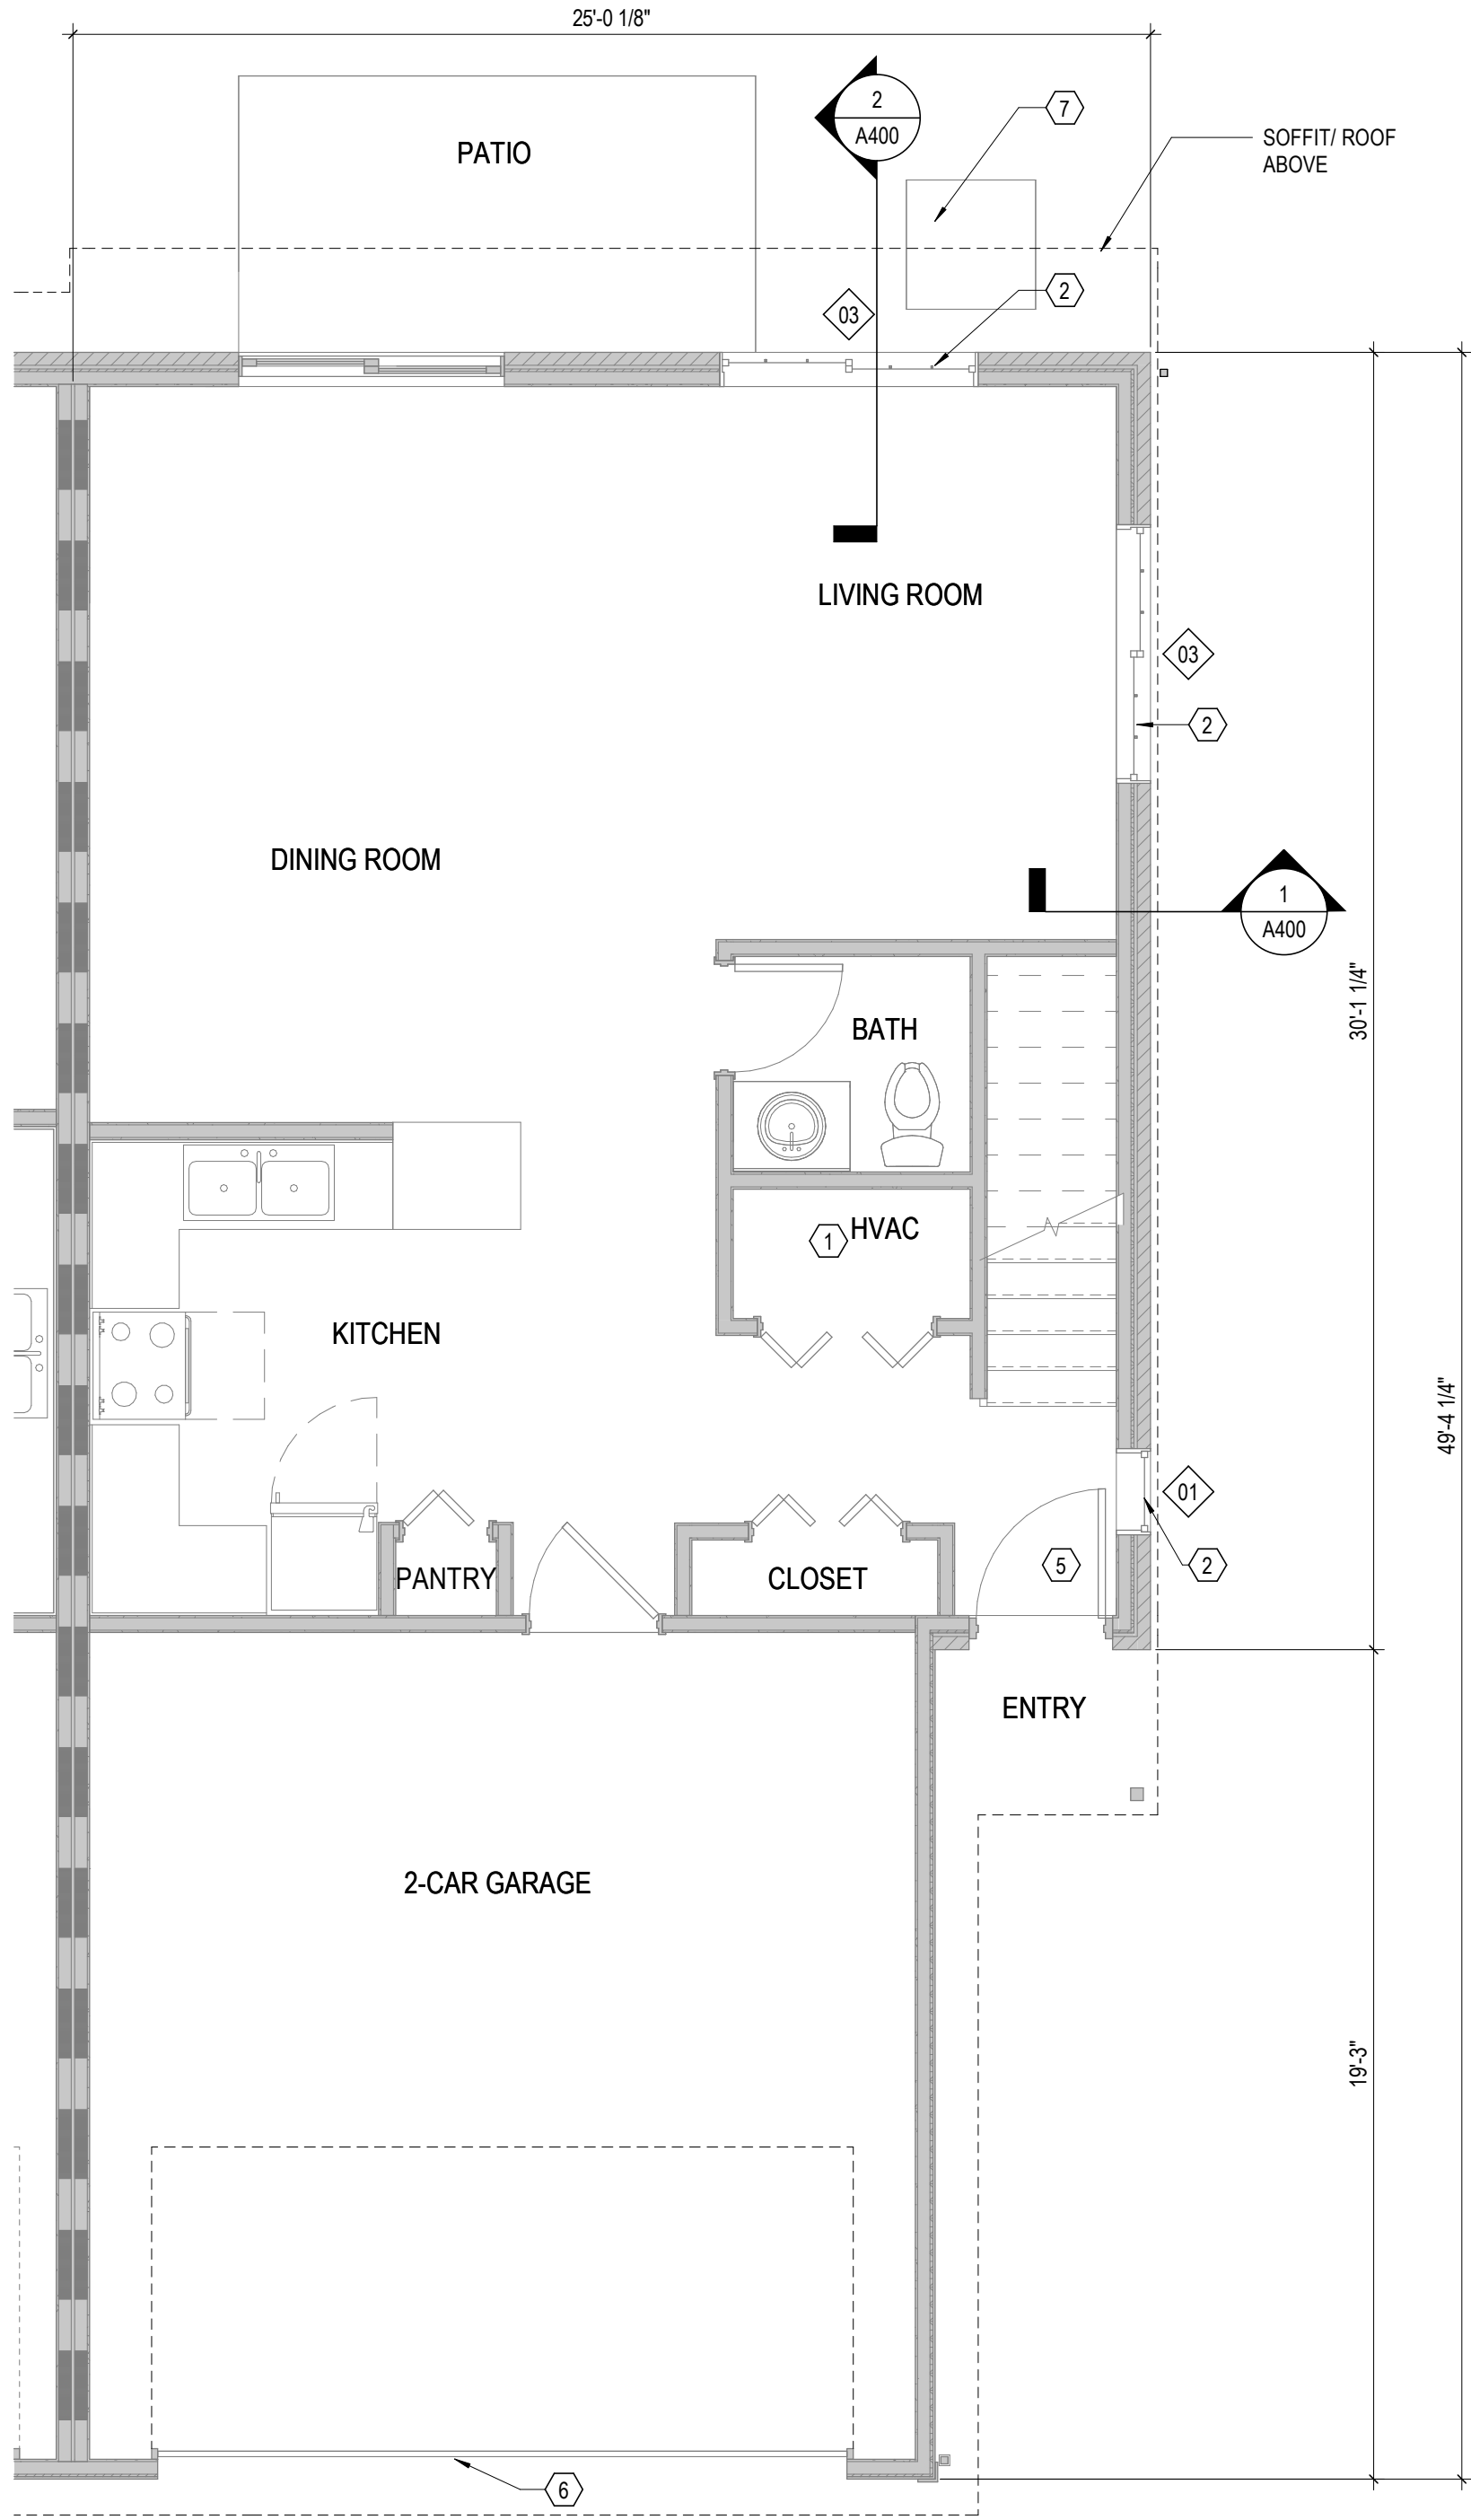 25'-0 1/8"
2
A400
7
PATIO
SOFFIT/ ROOF
ABOVE
2
03
LIVING ROOM
03
2
DINING ROOM
1
A400
30'-1 1/4"
BATH
HVAC
1
KITCHEN
49'-4 1/4"
01
PANTRY
CLOSET
5
2
ENTRY
2-CAR GARAGE
19'-3"
6